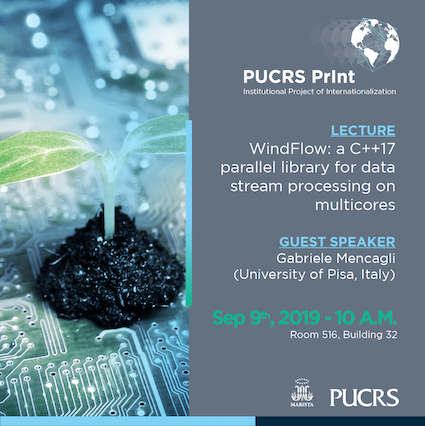 PUCRS PrInt
Institutional Project of Internationalization
LECTURE
WindFlow: a C++17
parallel library for data
stream processing on
multicores
GUEST SPEAKER
Gabriele Mencagli
(University of Pisa, Italy)
Sep 9th, 2019 - 10 A.M.
Room 516, Building 32
MARISTA
PUCRS